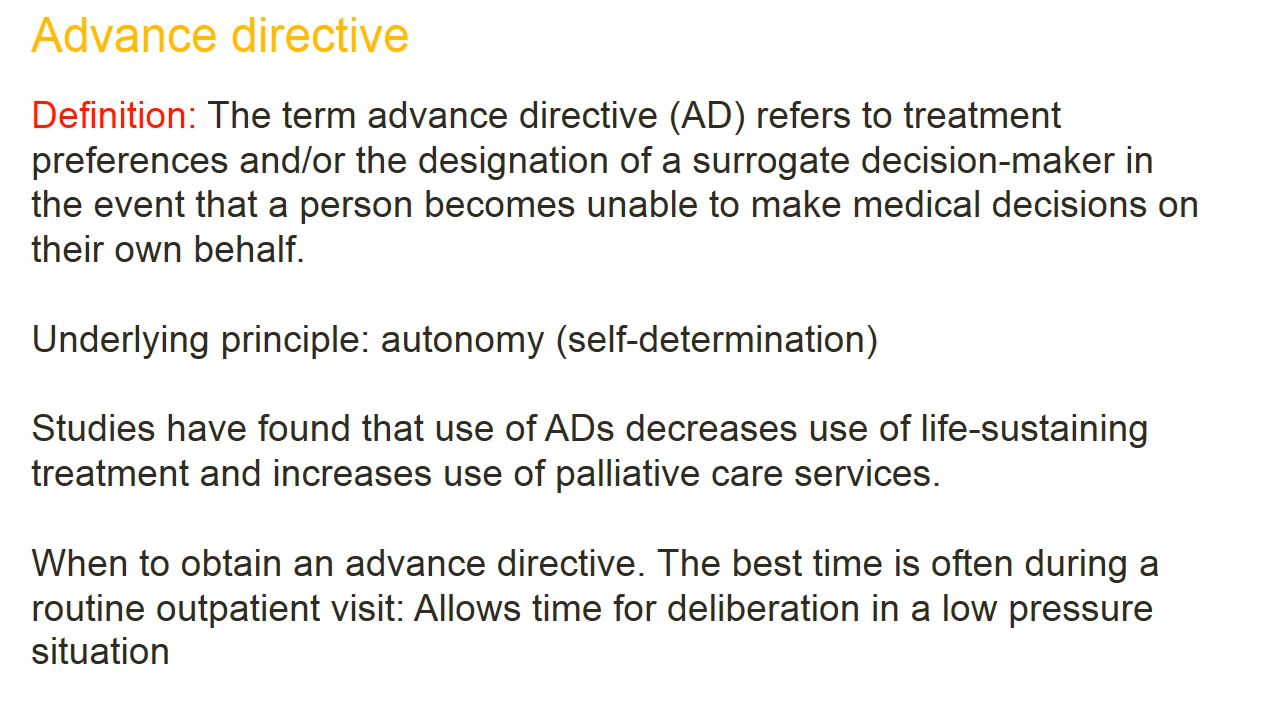 Advance directive
Definition: The term advance directive (AD) refers to treatment
preferences and/or the designation of a surrogate decision-maker in
the event that a person becomes unable to make medical decisions on
their own behalf.
Underlying principle: autonomy (self-determination)
Studies have found that use of ADs decreases use of life-sustaining
treatment and increases use of palliative care services.
When to obtain an advance directive. The best time is often during a
routine outpatient visit: Allows time for deliberation in a low pressure
situation